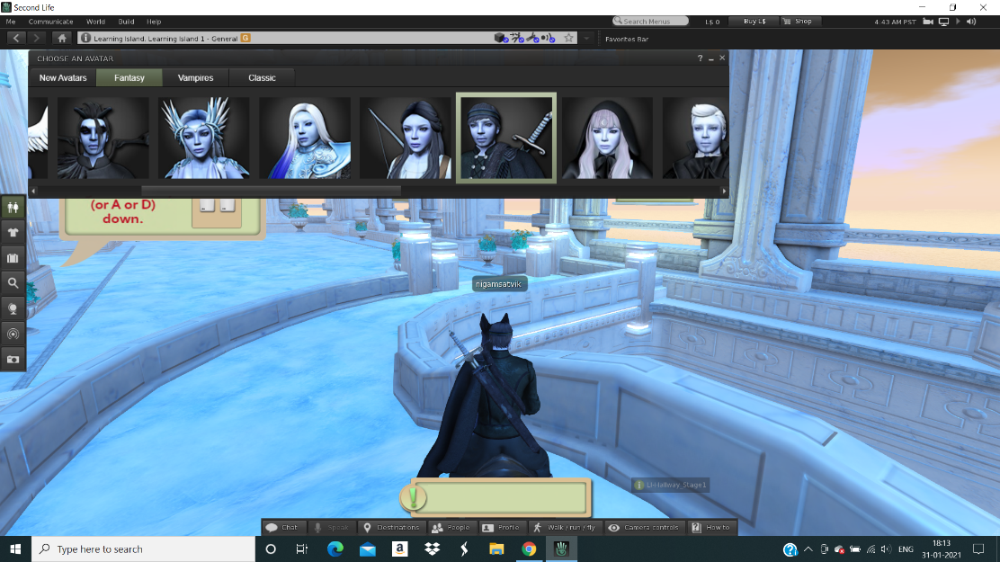 Second Life
Me Communicate World Build Help
Search Menus L$ 0 Buy L$ Shop 4:43 AM PST
Learning Island, Learning Island 1 - General G
Favorites Bar
CHOOSE AN AVATAR
New Avatars Fantasy Vampires Classic
(or A or D)
down.
nigamsatvik
LI-Hallway_Stage1
Chat Speak Destinations People Profile Walk / run / fly Camera controls How to
Type here to search
ENG
18:13
31-01-2021